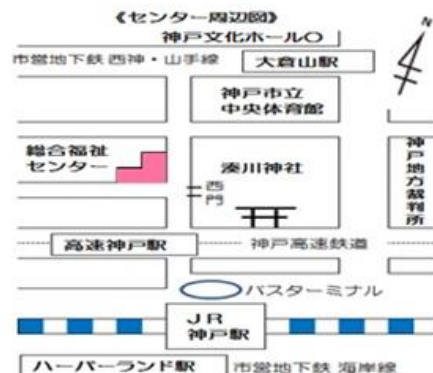 《センター周辺図》
神戸文化ホール〇
市営地下鉄 西神・山手線
大倉山駅
神戸市立
中央体育館
総合福祉
センター
湊川神社
神戸地方裁判所
西門
高速神戸駅
神戸高速鉄道
バスターミナル
JR
神戸駅
ハーバーランド駅
市営地下鉄 海岸線